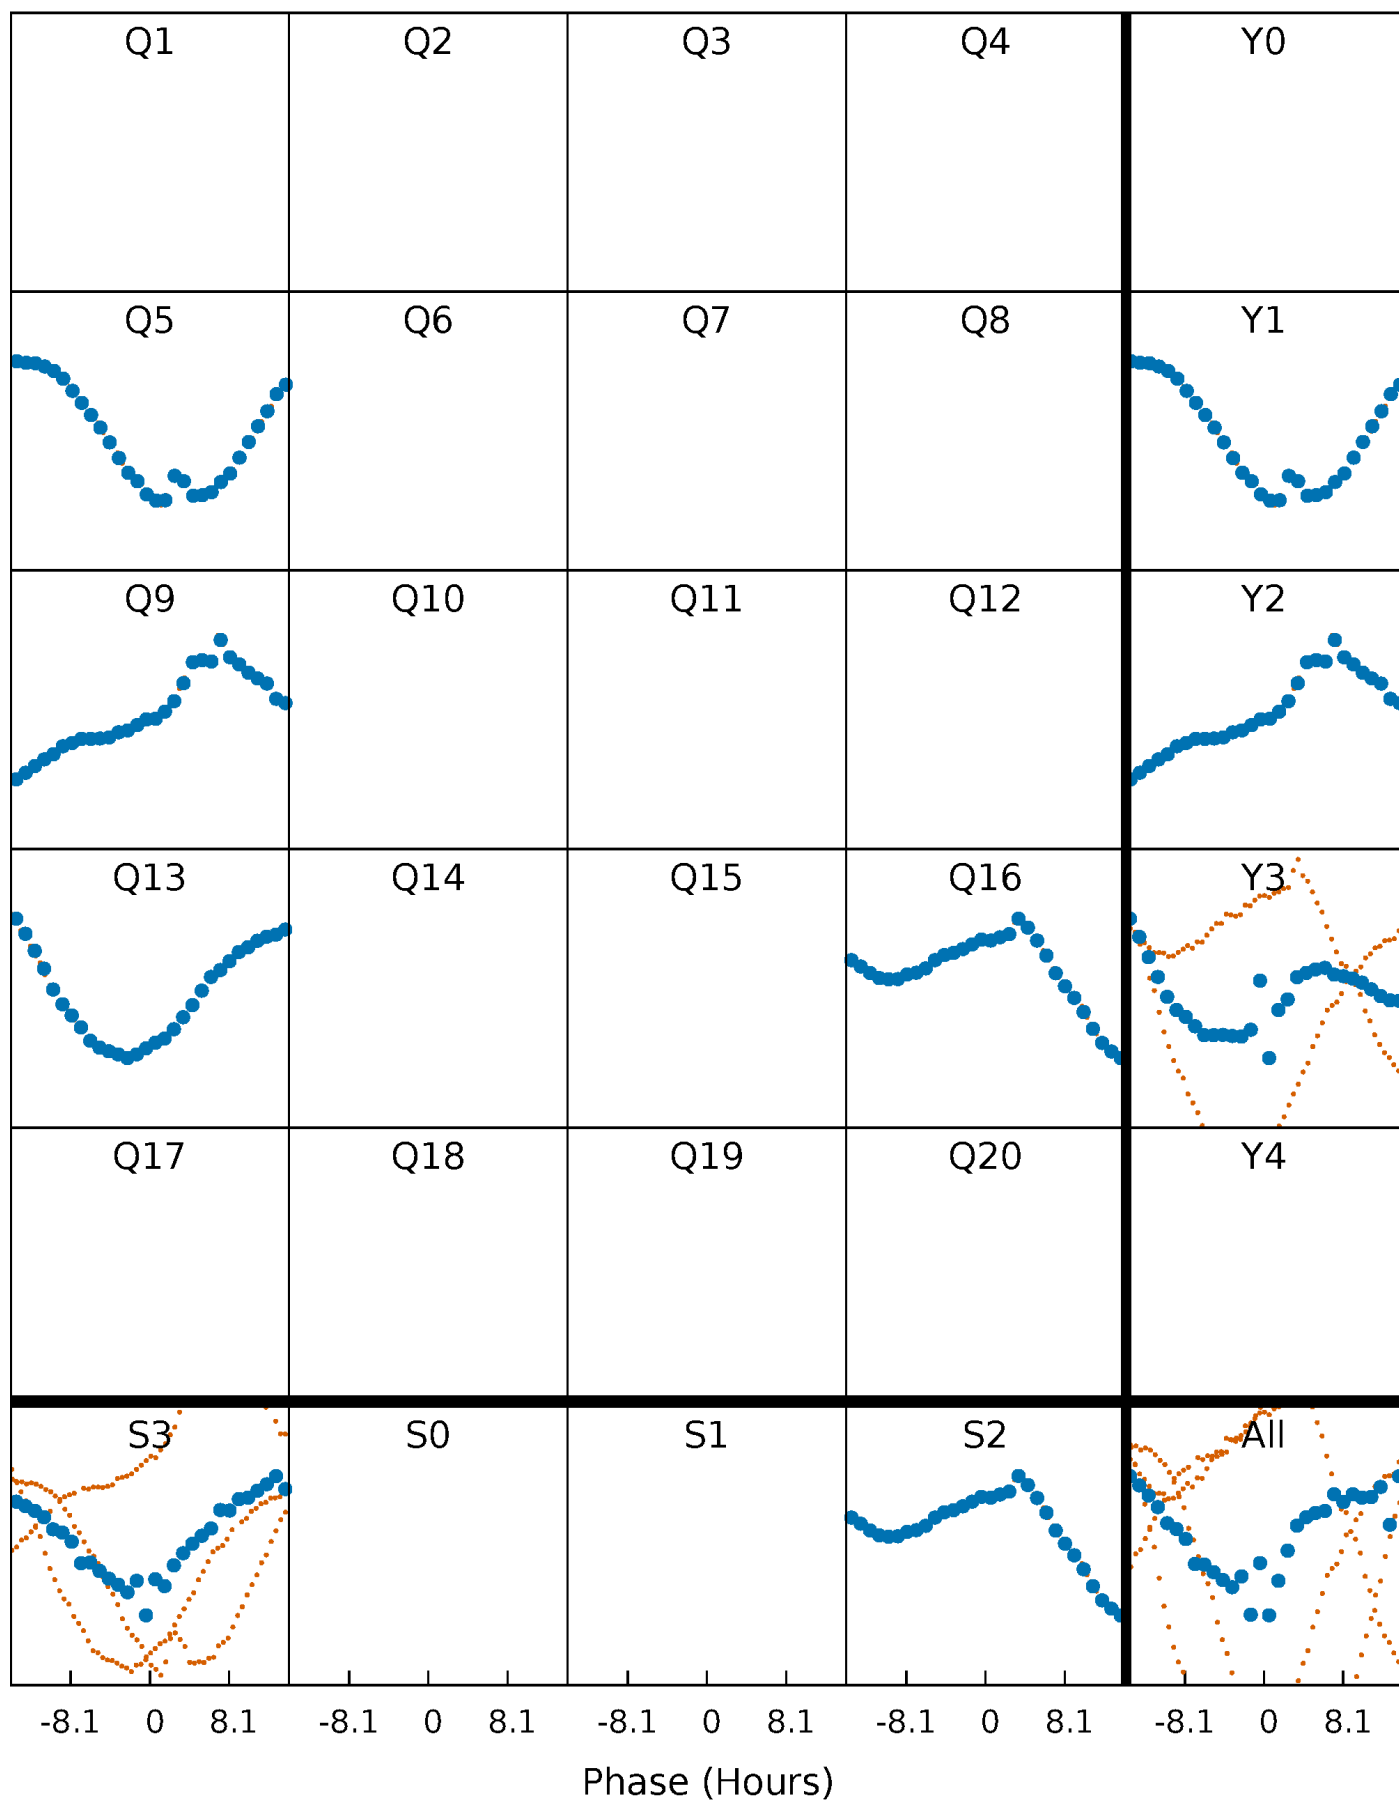 Q1 Q2 Q3 Q4 Y0
Q5 Q6 Q7 Q8 Y1
Q9 Q10 Q11 Q12 Y2
Q13 Q14 Q15 Q16 Y3
Q17 Q18 Q19 Q20 Y4
S3 S0 S1 S2 All
-8.1 0 8.1 -8.1 0 8.1 -8.1 0 8.1 -8.1 0 8.1 -8.1 0 8.1
Phase (Hours)